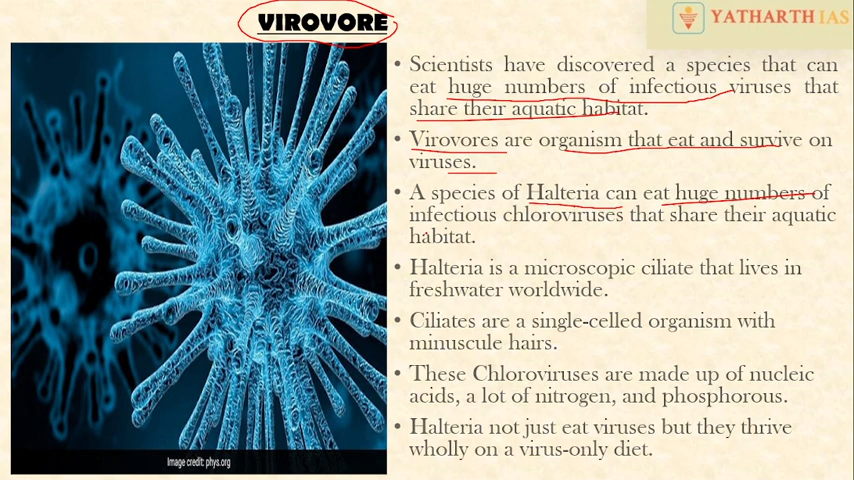 VIROVORE
YATHARTH IAS
• Scientists have discovered a species that can
eat huge numbers of infectious viruses that
share their aquatic habitat.
• Virovores are organism that eat and survive on
viruses.
• A species of Halteria can eat huge numbers of
infectious chloroviruses that share their aquatic
habitat.
• Halteria is a microscopic ciliate that lives in
freshwater worldwide.
• Ciliates are a single-celled organism with
minuscule hairs.
• These Chloroviruses are made up of nucleic
acids, a lot of nitrogen, and phosphorous.
• Halteria not just eat viruses but they thrive
wholly on a virus-only diet.
Image credit: phys.org